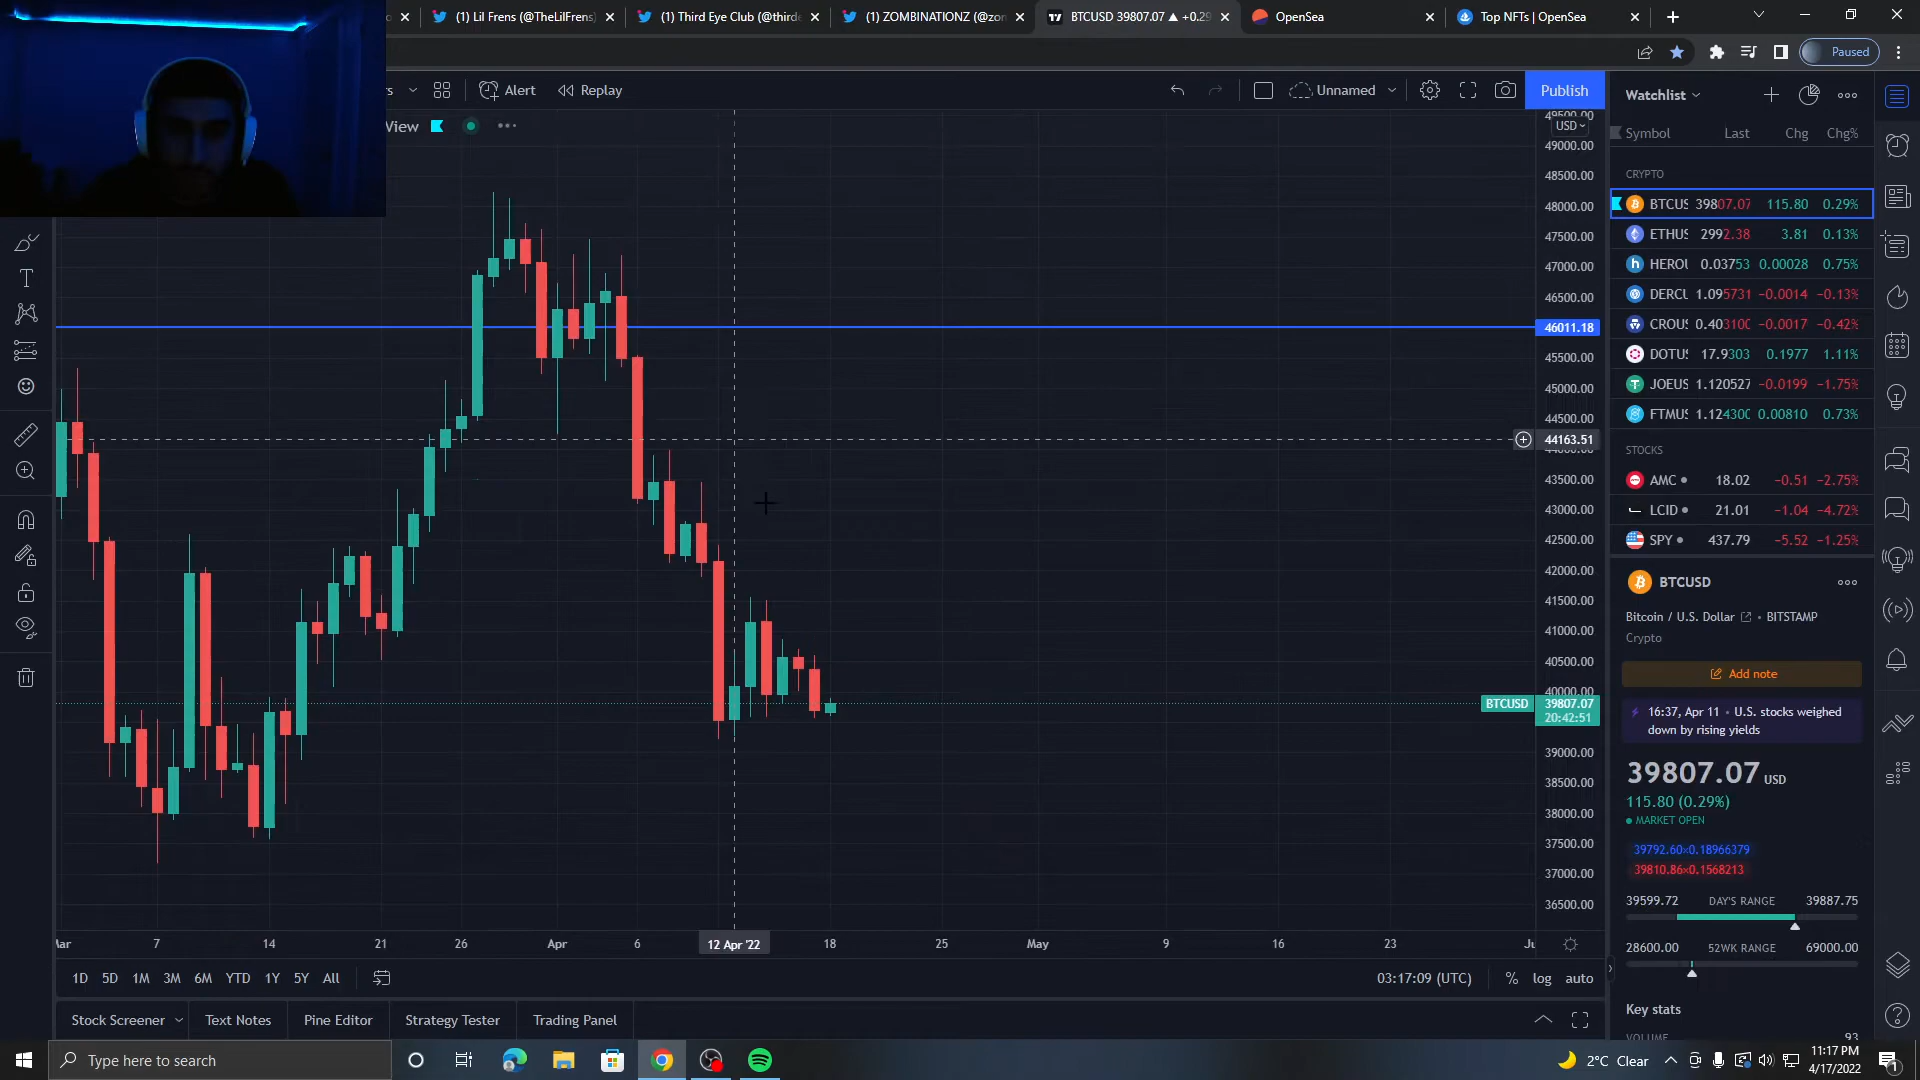 (1) Lil Frens (@TheLilFrens)
(1) Third Eye Club (@thirde
(1) ZOMBINATIONZ (@zon
BTCUSD 39807.07 ▲ +0.29
OpenSea
Top NFTs | OpenSea
Paused
Alert
Replay
Unnamed
Publish
View
USD
49500.00
49000.00
48500.00
48000.00
47500.00
47000.00
46500.00
46011.18
45500.00
45000.00
44500.00
44163.51
44000.00
43500.00
43000.00
42500.00
42000.00
41500.00
41000.00
40500.00
40000.00
BTCUSD 39807.07
20:42:51
39000.00
38500.00
38000.00
37500.00
37000.00
36500.00
Mar 7 14 21 26 Apr 6 12 Apr '22 18 25 May 9 16 23 Ju
1D 5D 1M 3M 6M YTD 1Y 5Y All
03:17:09 (UTC) % log auto
Stock Screener Text Notes Pine Editor Strategy Tester Trading Panel
Watchlist
Symbol Last Chg Chg%
CRYPTO
BTCUS 39807.07 115.80 0.29%
ETHUS 2992.38 3.81 0.13%
HEROU 0.03753 0.00028 0.75%
DERCU 1.095731 −0.0014 −0.13%
CROUS 0.403100 −0.0017 −0.42%
DOTUS 17.9303 0.1977 1.11%
JOEUS 1.120527 −0.0199 −1.75%
FTMUS 1.124300 0.00810 0.73%
STOCKS
AMC 18.02 −0.51 −2.75%
LCID 21.01 −1.04 −4.72%
SPY 437.79 −5.52 −1.25%
BTCUSD
Bitcoin / U.S. Dollar • BITSTAMP
Crypto
Add note
16:37, Apr 11 • U.S. stocks weighed
down by rising yields
39807.07 USD
115.80 (0.29%)
MARKET OPEN
39792.60×0.18966379
39810.86×0.1568213
39599.72 DAY'S RANGE 39887.75
28600.00 52WK RANGE 69000.00
Key stats
VOLUME 93
Type here to search
2°C Clear
11:17 PM
4/17/2022